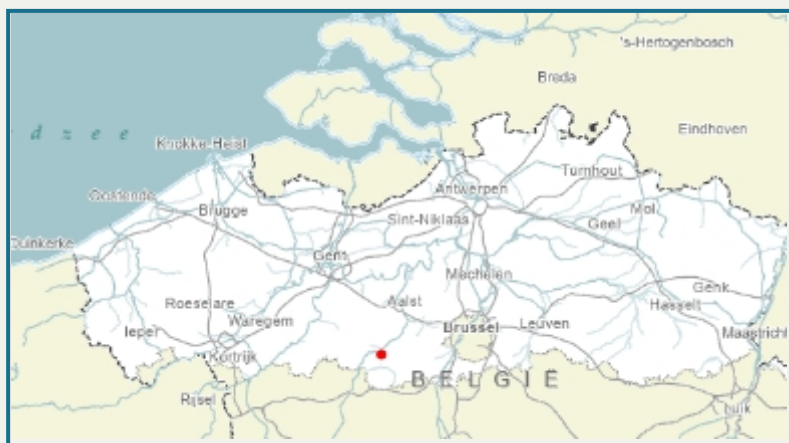 's-Hertogenbosch
Breda
Eindhoven
d z e e
Knokke-Heist
Turnhout
Antwerpen
Oostende
Brugge
Sint-Niklaas
Geel
Mol
Duinkerke
Gent
Mechelen
Genk
Roeselare
Aalst
Hasselt
Ieper
Waregem
Brussel
Leuven
Maastricht
Kortrijk
BELGIË
Rijsel
Luik